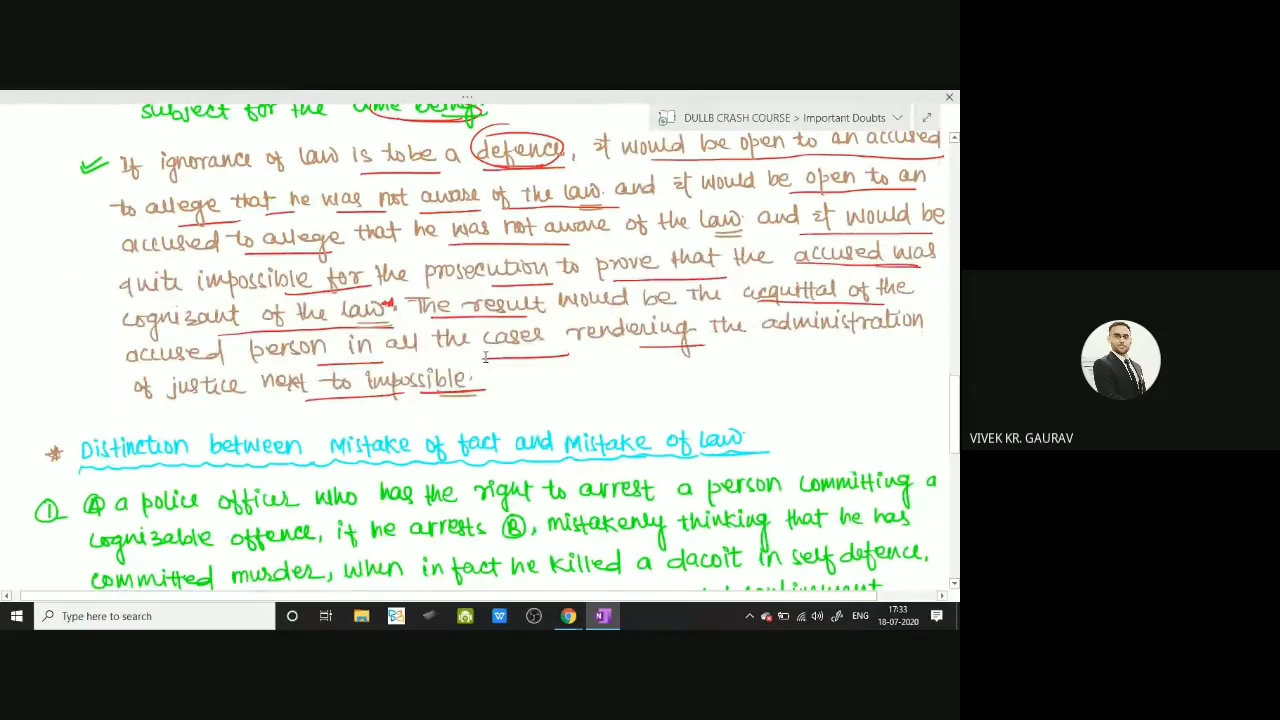 subject for the time being.
DULLB CRASH COURSE > Important Doubts
If ignorance of law is to be a defence, it would be open to an accused
to allege that he was not aware of the law. and it would be open to an
accused to allege that he was not aware of the law and it would be
quite impossible for the prosecution to prove that the accused was
cognizant of the law. The result would be the acquttal of the
accused person in all the cases rendering the administration
of justice next to impossible.
* Distinction between Mistake of fact and Mistake of law
VIVEK KR. GAURAV
① Ⓐ a police officer who has the right to arrest a person committing a
cognizable offence, if he arrests Ⓑ, mistakenly thinking that he has
committed murder, when in fact he killed a dacoit in self defence.
Type here to search
ENG
17:33
18-07-2020